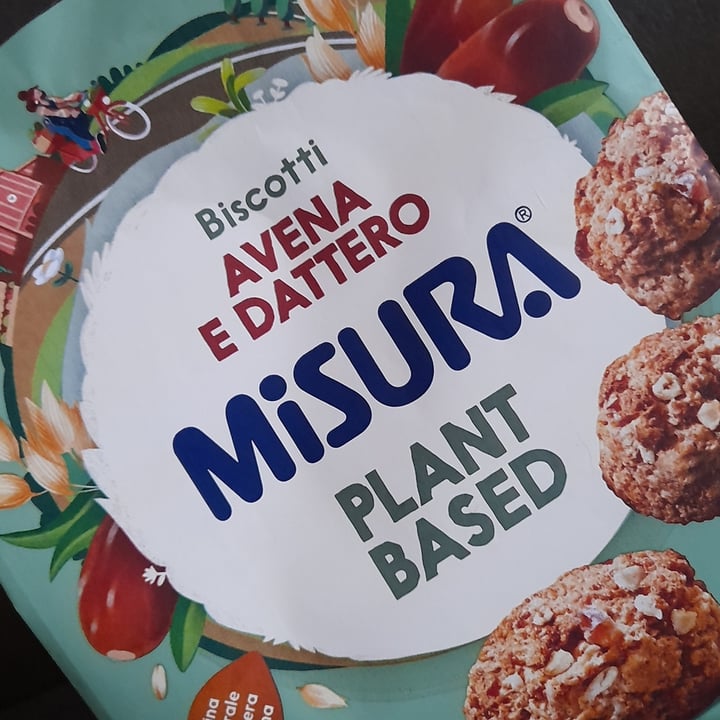 Biscotti
AVENA
E DATTERO
MiSURA®
PLANT
BASED